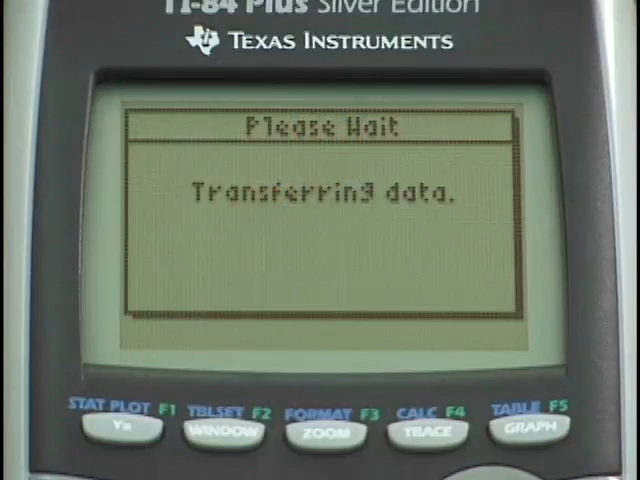 TI-84 Plus Silver Edition
TEXAS INSTRUMENTS
Please Wait
Transferring data.
STAT PLOT F1 TBLSET F2 FORMAT F3 CALC F4 TABLE F5
Y= WINDOW ZOOM TRACE GRAPH